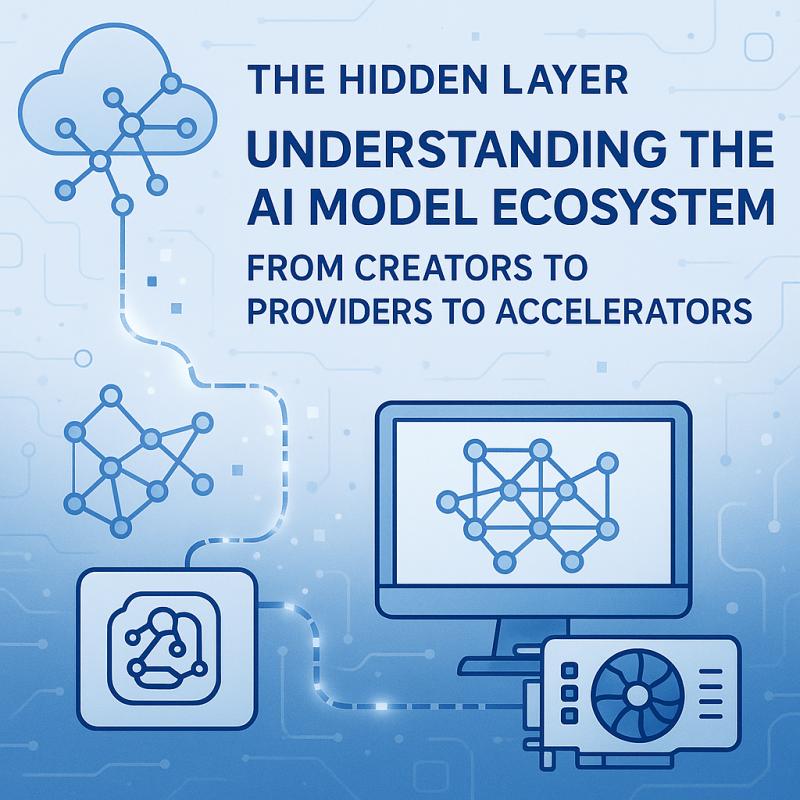 THE HIDDEN LAYER
UNDERSTANDING THE
AI MODEL ECOSYSTEM
FROM CREATORS TO
PROVIDERS TO ACCELERATORS